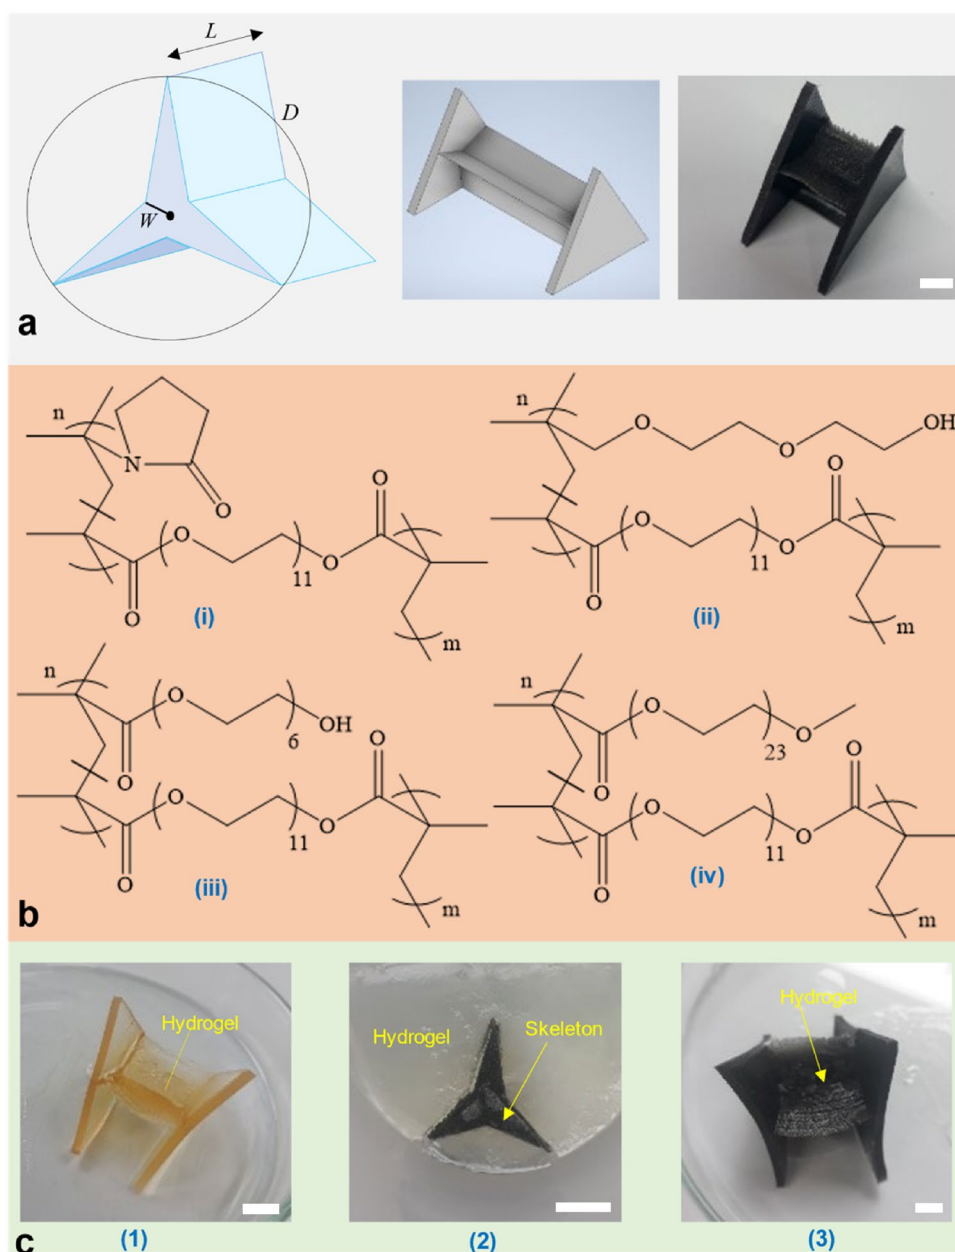 L
D
W
a
n
N
O
O
O
O
11
O
m
(i)
n
O
O
OH
O
O
O
11
O
m
(ii)
n
O
O
6
OH
O
O
O
11
O
m
(iii)
n
O
O
23
O
O
O
O
11
O
m
(iv)
b
Hydrogel
Hydrogel
Skeleton
Hydrogel
c
(1)
(2)
(3)